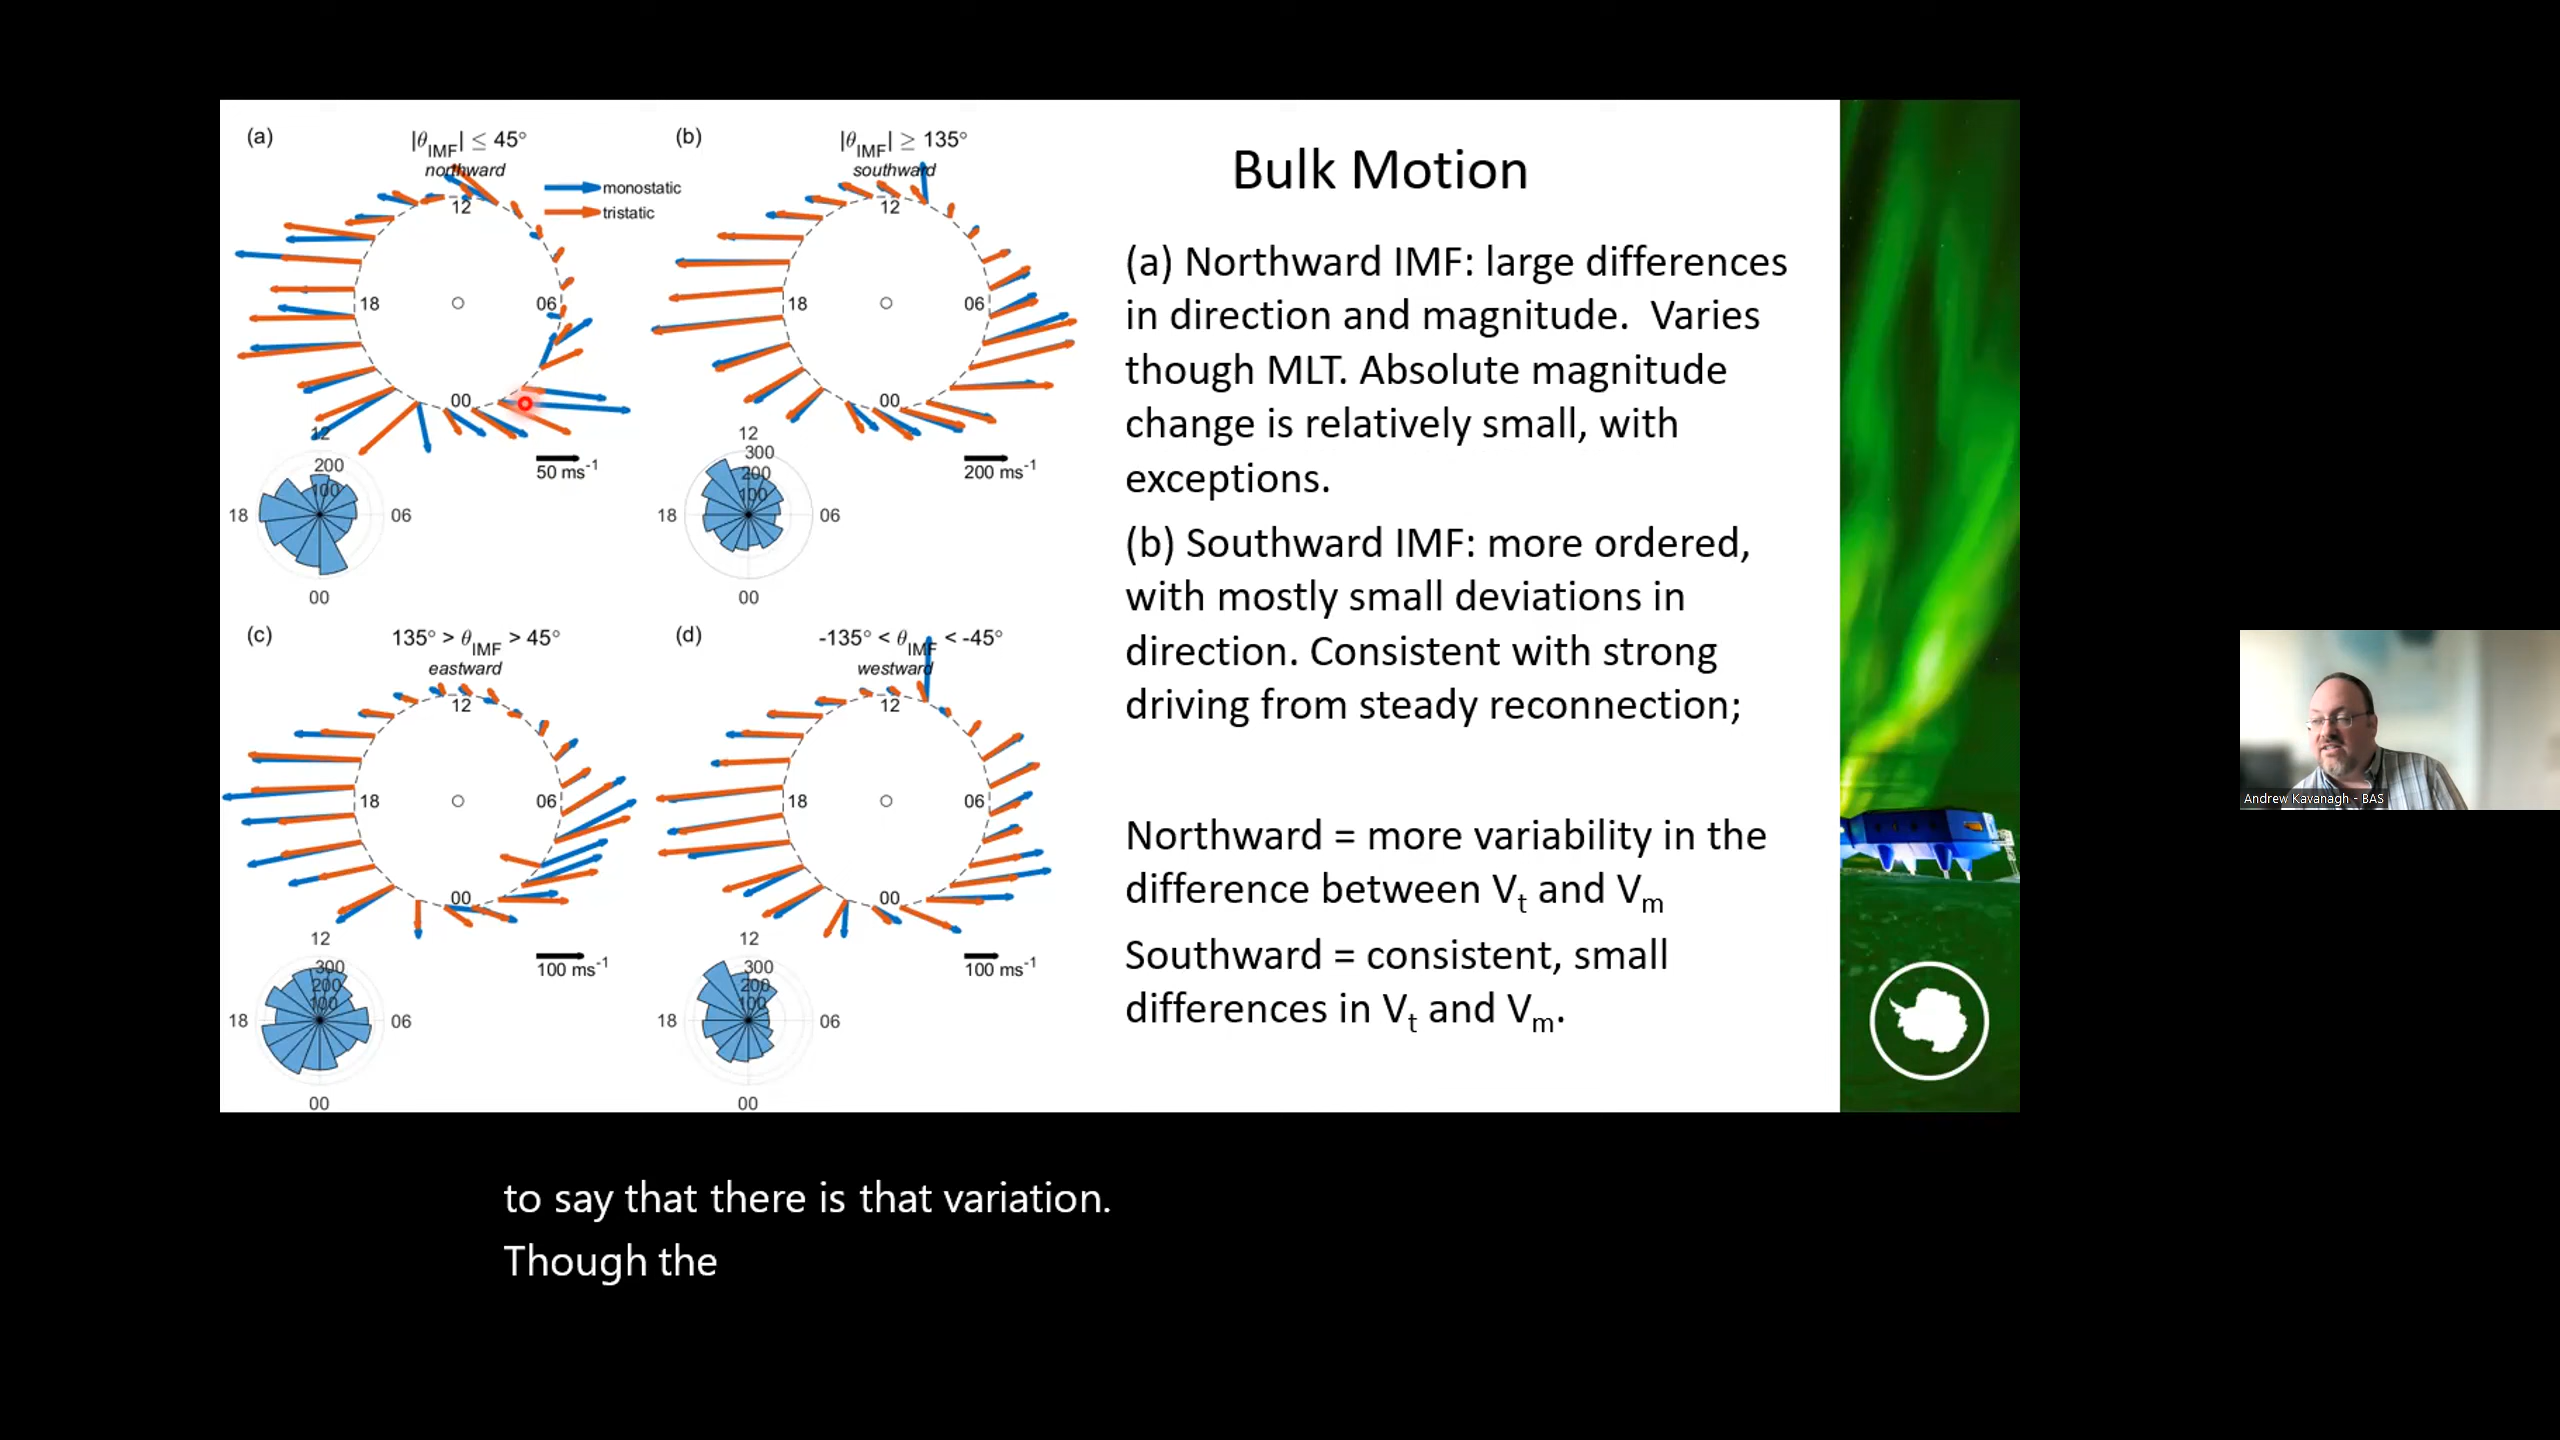 (a)
|θIMF| ≤ 45°
northward
monostatic
tristatic
12
18
06
00
50 ms-1
12
200
100
18
06
00
(b)
|θIMF| ≥ 135°
southward
12
18
06
00
200 ms-1
12
300
200
100
18
06
00
(c)
135° > θIMF > 45°
eastward
12
18
06
00
100 ms-1
12
300
200
100
18
06
00
(d)
-135° < θIMF < -45°
westward
12
18
06
00
100 ms-1
12
300
200
100
18
06
00
Bulk Motion
(a) Northward IMF: large differences
in direction and magnitude. Varies
though MLT. Absolute magnitude
change is relatively small, with
exceptions.
(b) Southward IMF: more ordered,
with mostly small deviations in
direction. Consistent with strong
driving from steady reconnection;
Northward = more variability in the
difference between Vt and Vm
Southward = consistent, small
differences in Vt and Vm.
Andrew Kavanagh - BAS
to say that there is that variation.
Though the